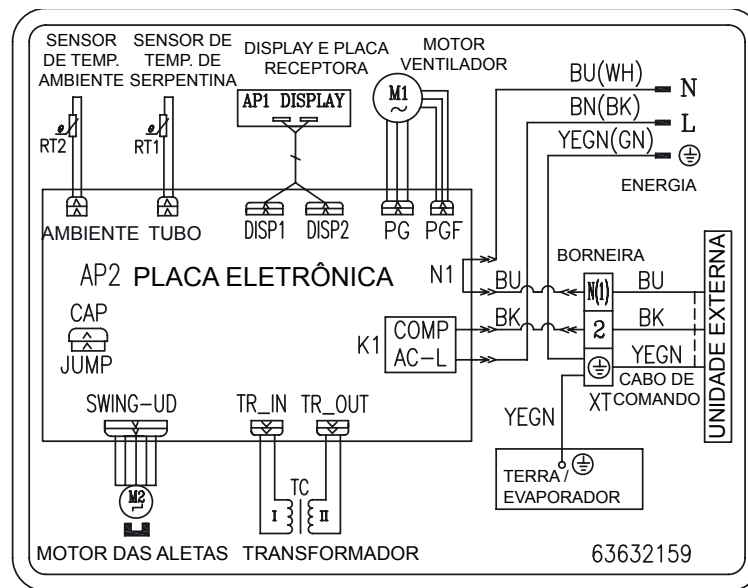 SENSOR
DE TEMP.
AMBIENTE
SENSOR DE
TEMP. DE
SERPENTINA
DISPLAY E PLACA
RECEPTORA
MOTOR
VENTILADOR
AP1 DISPLAY
M1
~
RT2
RT1
BU(WH)
N
BN(BK)
L
YEGN(GN)
ENERGIA
AMBIENTE
TUBO
DISP1
DISP2
PG
PGF
AP2 PLACA ELETRÔNICA
N1
BORNEIRA
BU
N(1)
BU
CAP
JUMP
K1
COMP
AC-L
BK
2
BK
YEGN
CABO DE
COMANDO
XT
UNIDADE EXTERNA
SWING-UD
TR_IN
TR_OUT
YEGN
M2
~
TC
I
II
TERRA /
EVAPORADOR
MOTOR DAS ALETAS
TRANSFORMADOR
63632159